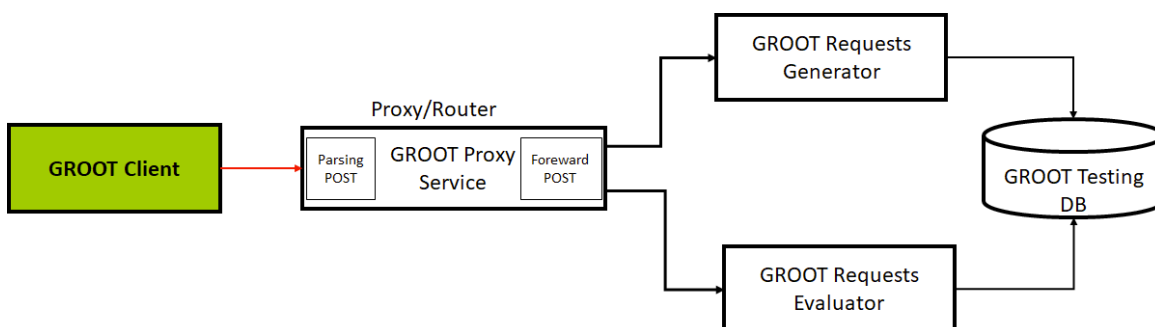 GROOT Requests
Generator
Proxy/Router
GROOT Client
Parsing
POST
GROOT Proxy
Service
Foreward
POST
GROOT Testing
DB
GROOT Requests
Evaluator